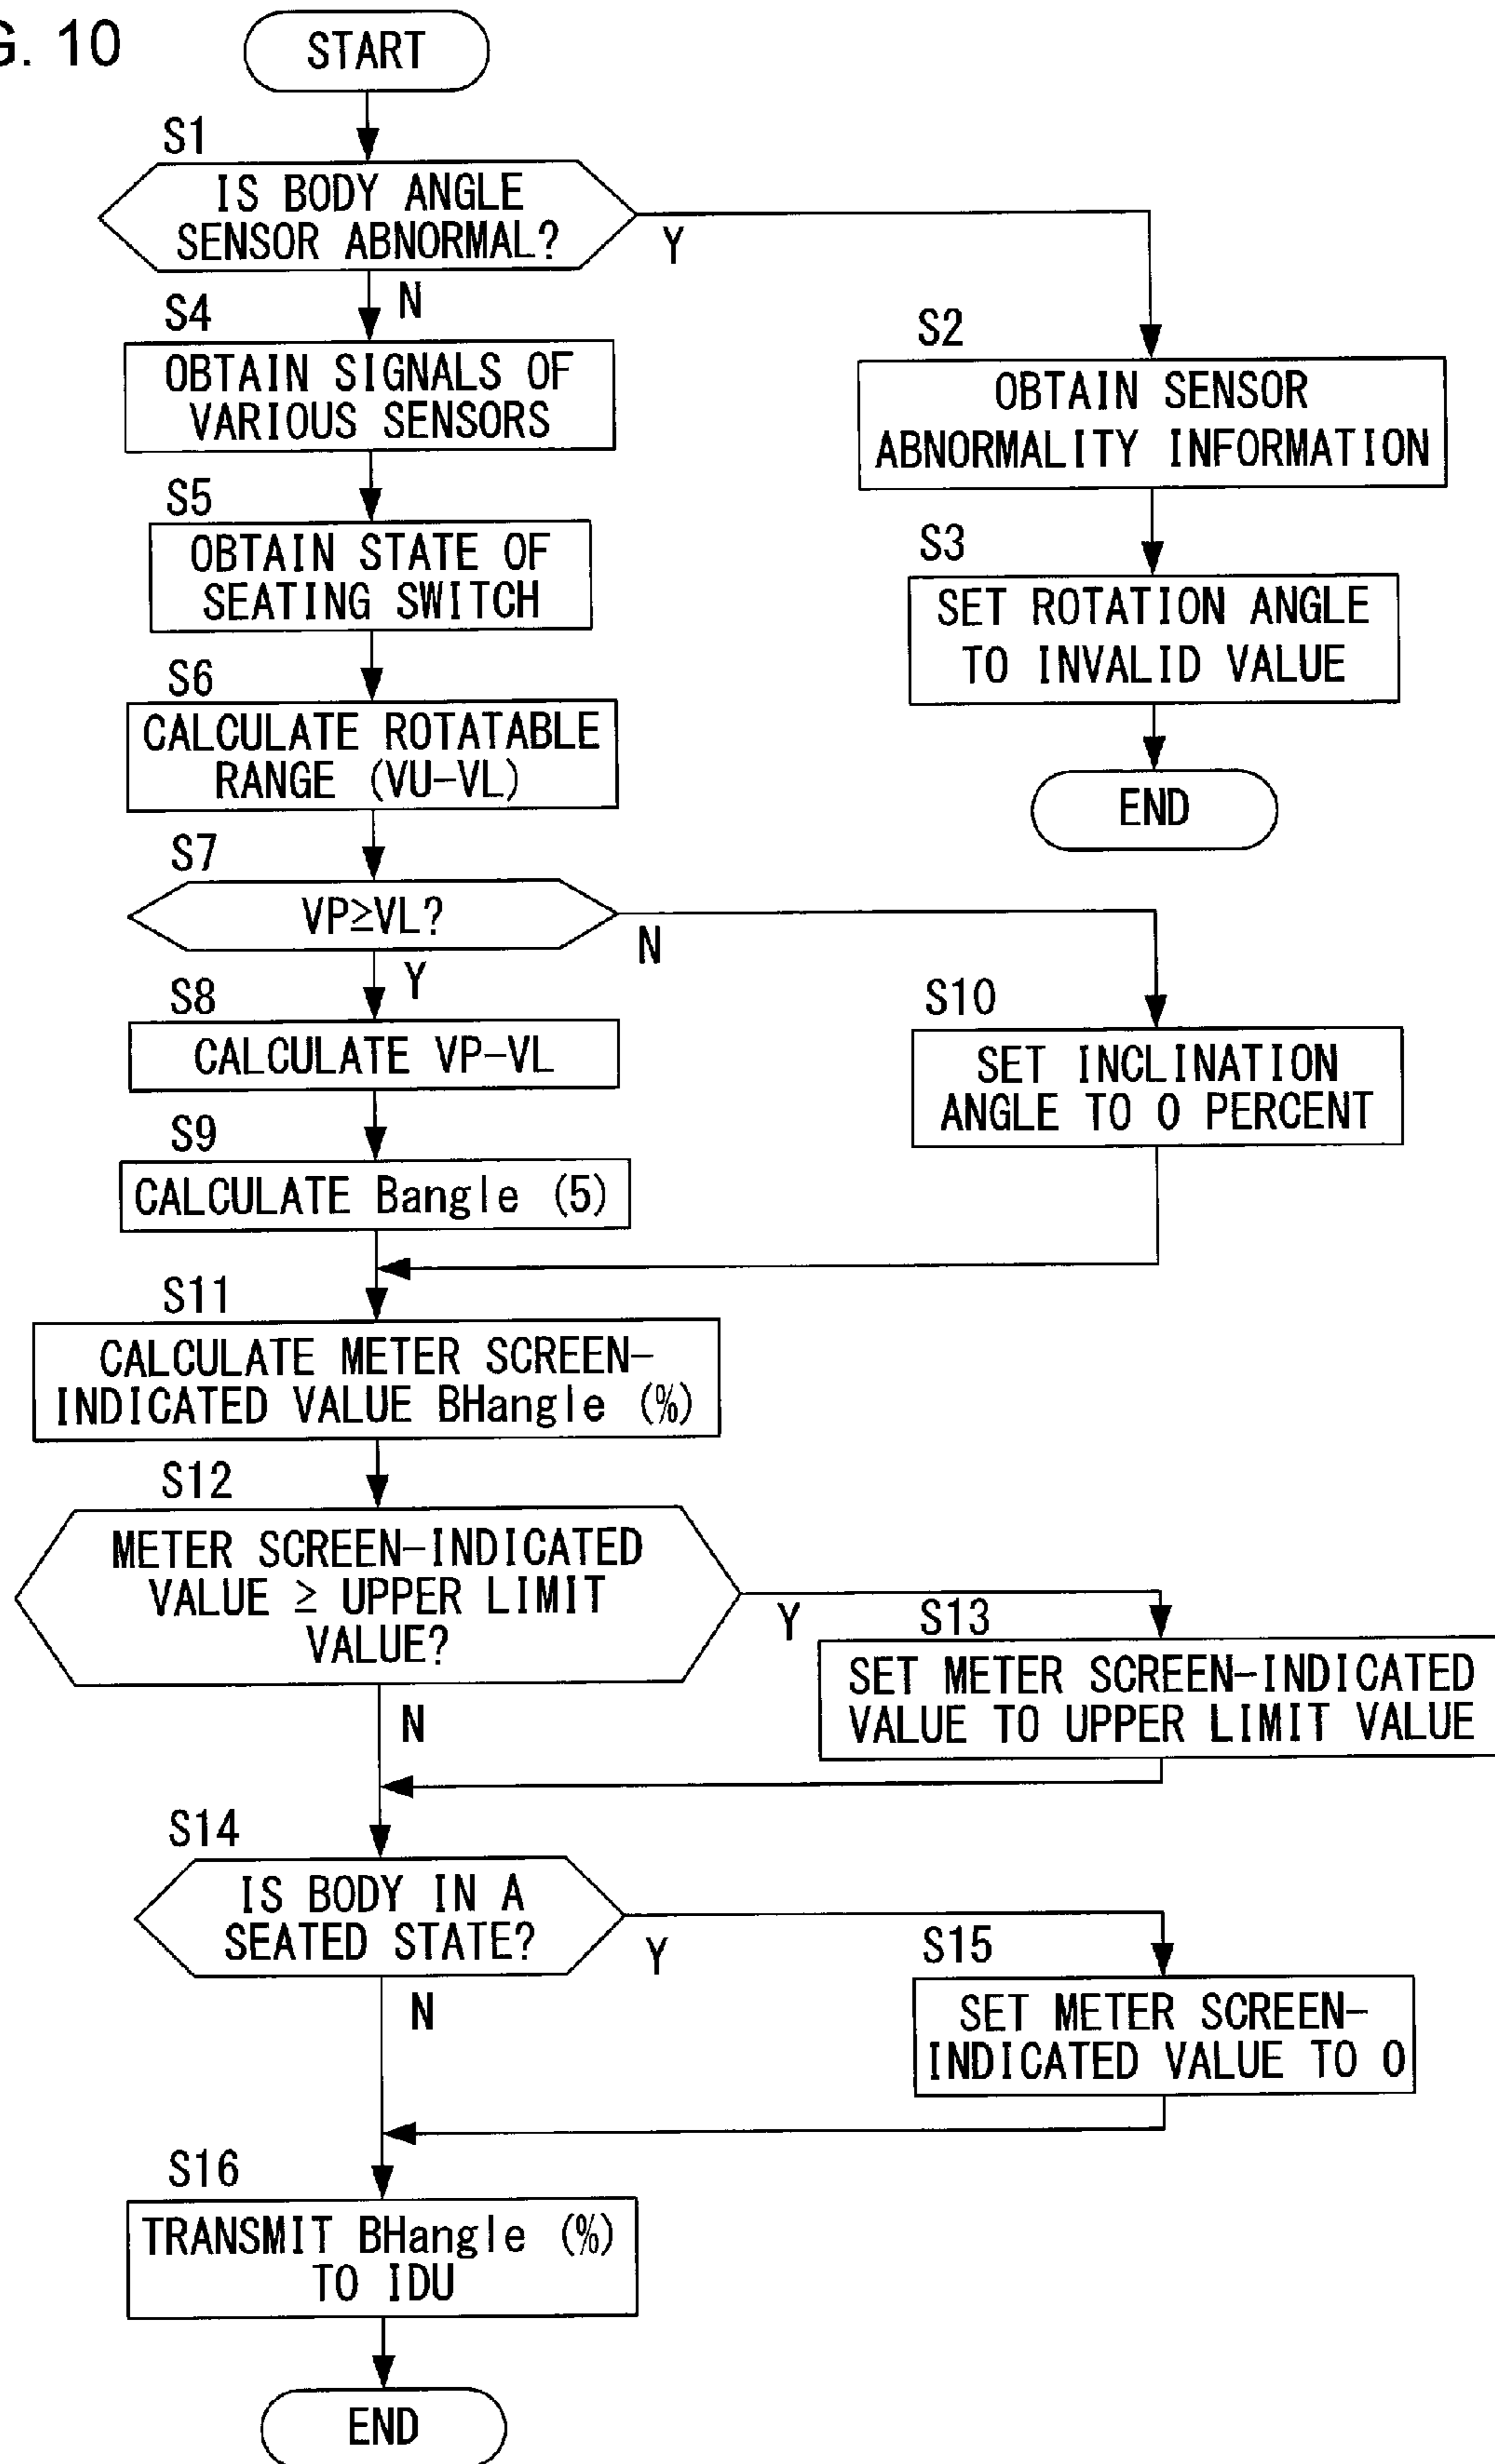 G. 10
START
S1
IS BODY ANGLE
SENSOR ABNORMAL?
Y
N
S2
OBTAIN SENSOR
ABNORMALITY INFORMATION
S3
SET ROTATION ANGLE
TO INVALID VALUE
END
S4
OBTAIN SIGNALS OF
VARIOUS SENSORS
S5
OBTAIN STATE OF
SEATING SWITCH
S6
CALCULATE ROTATABLE
RANGE (VU-VL)
S7
VP≥VL?
N
Y
S8
CALCULATE VP-VL
S9
CALCULATE Bangle (5)
S10
SET INCLINATION
ANGLE TO 0 PERCENT
S11
CALCULATE METER SCREEN-
INDICATED VALUE BHangle (%)
S12
METER SCREEN-INDICATED
VALUE ≥ UPPER LIMIT
VALUE?
Y
N
S13
SET METER SCREEN-INDICATED
VALUE TO UPPER LIMIT VALUE
S14
IS BODY IN A
SEATED STATE?
Y
N
S15
SET METER SCREEN-
INDICATED VALUE TO 0
S16
TRANSMIT BHangle (%)
TO IDU
END